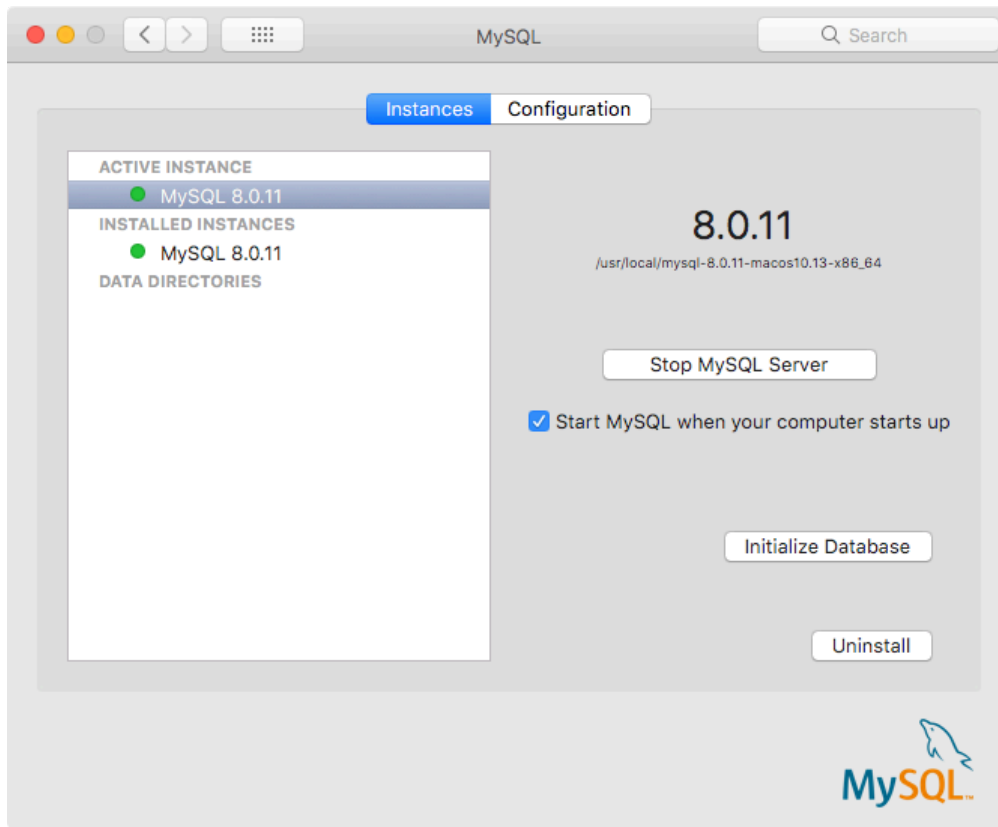 MySQL
Search
Instances
Configuration
ACTIVE INSTANCE
MySQL 8.0.11
INSTALLED INSTANCES
MySQL 8.0.11
DATA DIRECTORIES
8.0.11
/usr/local/mysql-8.0.11-macos10.13-x86_64
Stop MySQL Server
Start MySQL when your computer starts up
Initialize Database
Uninstall
MySQL™